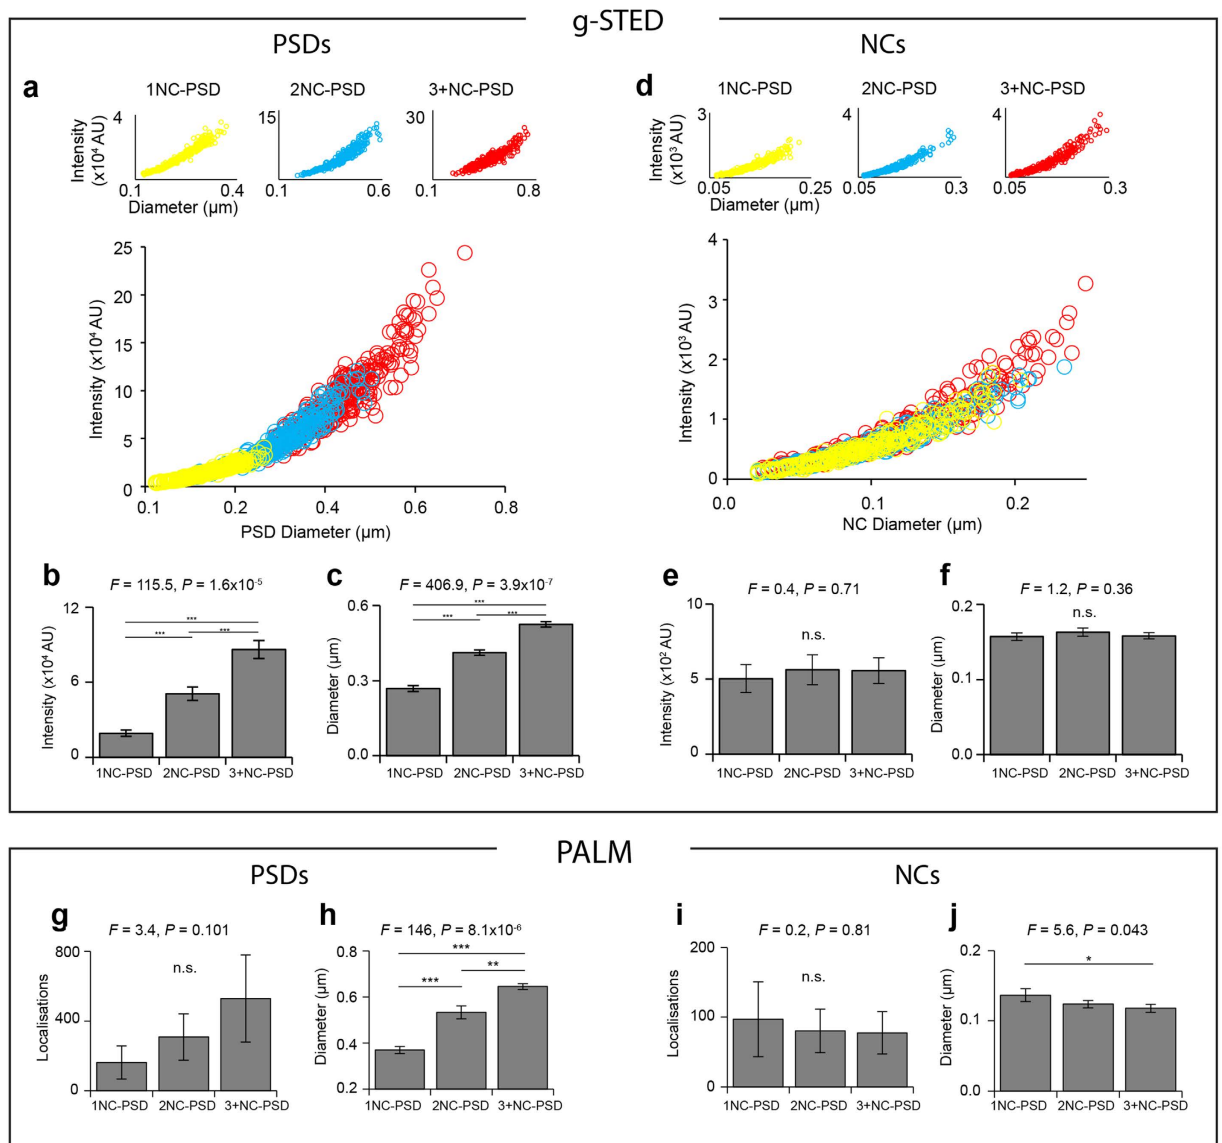 g-STED
PSDs
NCs
a
1NC-PSD
2NC-PSD
3+NC-PSD
Intensity
(x10⁴ AU)
4
15
30
0.1
0.4
0.1
0.6
0.1
0.8
Diameter (µm)
Intensity (x10⁴ AU)
25
20
15
10
5
0
0.1
0.2
0.4
0.6
0.8
PSD Diameter (µm)
d
1NC-PSD
2NC-PSD
3+NC-PSD
Intensity
(x10³ AU)
3
4
4
0.05
0.25
0.05
0.3
0.05
0.3
Diameter (µm)
Intensity (x10³ AU)
4
3
2
1
0
0.0
0.1
0.2
NC Diameter (µm)
b
F = 115.5, P = 1.6x10⁻⁵
***
***
***
Intensity (x10⁴ AU)
12
6
0
1NC-PSD
2NC-PSD
3+NC-PSD
c
F = 406.9, P = 3.9x10⁻⁷
***
***
***
Diameter (µm)
0.6
0.3
0.0
1NC-PSD
2NC-PSD
3+NC-PSD
e
F = 0.4, P = 0.71
n.s.
Intensity (x10² AU)
10
5
0
1NC-PSD
2NC-PSD
3+NC-PSD
f
F = 1.2, P = 0.36
n.s.
Diameter (µm)
0.2
0.1
0.0
1NC-PSD
2NC-PSD
3+NC-PSD
PALM
PSDs
NCs
g
F = 3.4, P = 0.101
n.s.
Localisations
800
400
0
1NC-PSD
2NC-PSD
3+NC-PSD
h
F = 146, P = 8.1x10⁻⁶
***
***
**
Diameter (µm)
0.8
0.6
0.4
0.2
1NC-PSD
2NC-PSD
3+NC-PSD
i
F = 0.2, P = 0.81
n.s.
Localisations
200
100
0
1NC-PSD
2NC-PSD
3+NC-PSD
j
F = 5.6, P = 0.043
*
Diameter (µm)
0.2
0.1
0.0
1NC-PSD
2NC-PSD
3+NC-PSD